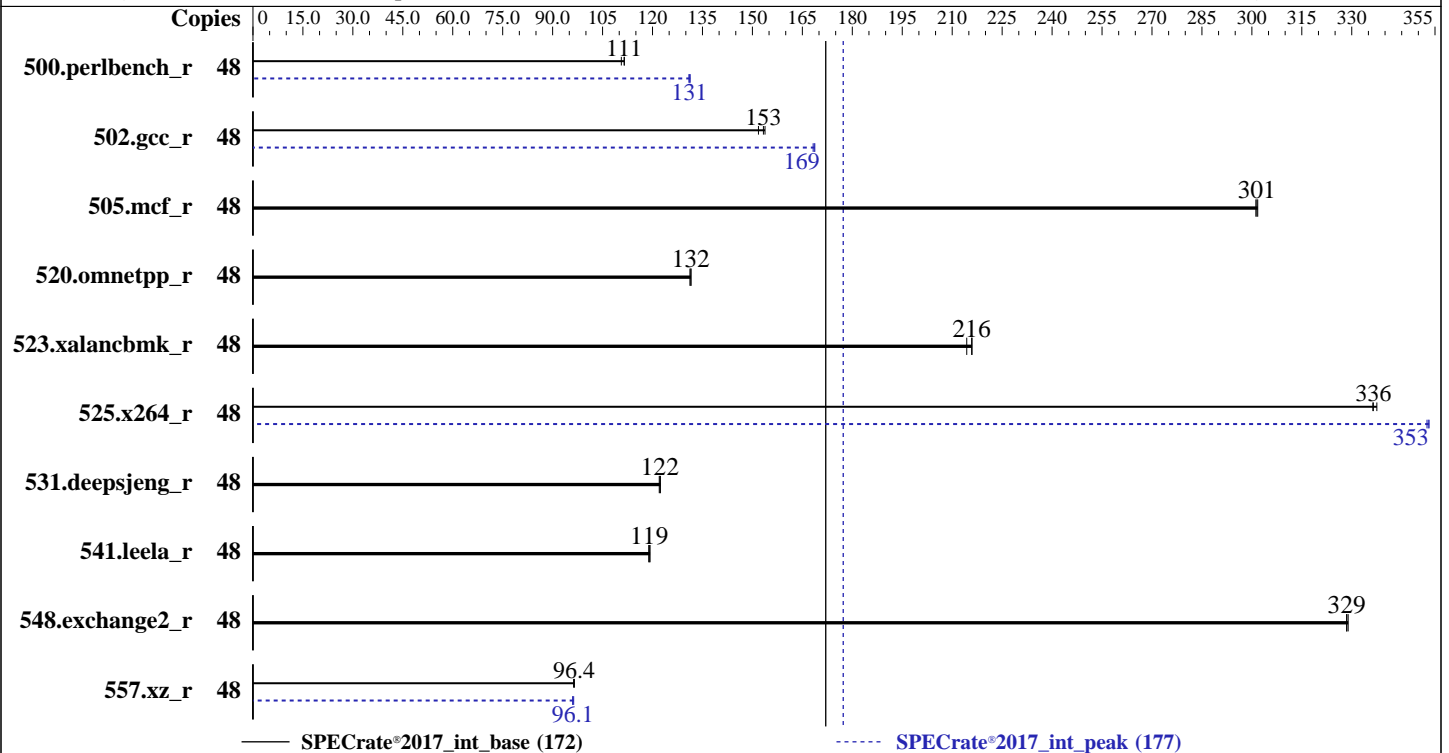 Copies 0 15.0 30.0 45.0 60.0 75.0 90.0 105 120 135 150 165 180 195 210 225 240 255 270 285 300 315 330 355
500.perlbench_r 48 111
131
502.gcc_r 48 153
169
505.mcf_r 48 301
520.omnetpp_r 48 132
523.xalancbmk_r 48 216
525.x264_r 48 336
353
531.deepsjeng_r 48 122
541.leela_r 48 119
548.exchange2_r 48 329
557.xz_r 48 96.4
96.1
SPECrate®2017_int_base (172) SPECrate®2017_int_peak (177)